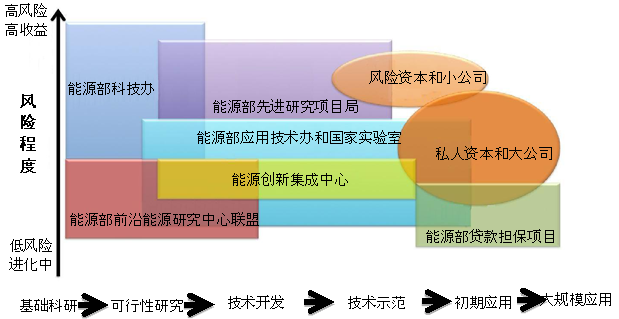 高风险
高收益
风险程度
低风险
进化中
能源部科技办
能源部先进研究项目局
风险资本和小公司
能源部应用技术办和国家实验室
私人资本和大公司
能源创新集成中心
能源部前沿能源研究中心联盟
能源部贷款担保项目
基础科研
可行性研究
技术开发
技术示范
初期应用
大规模应用